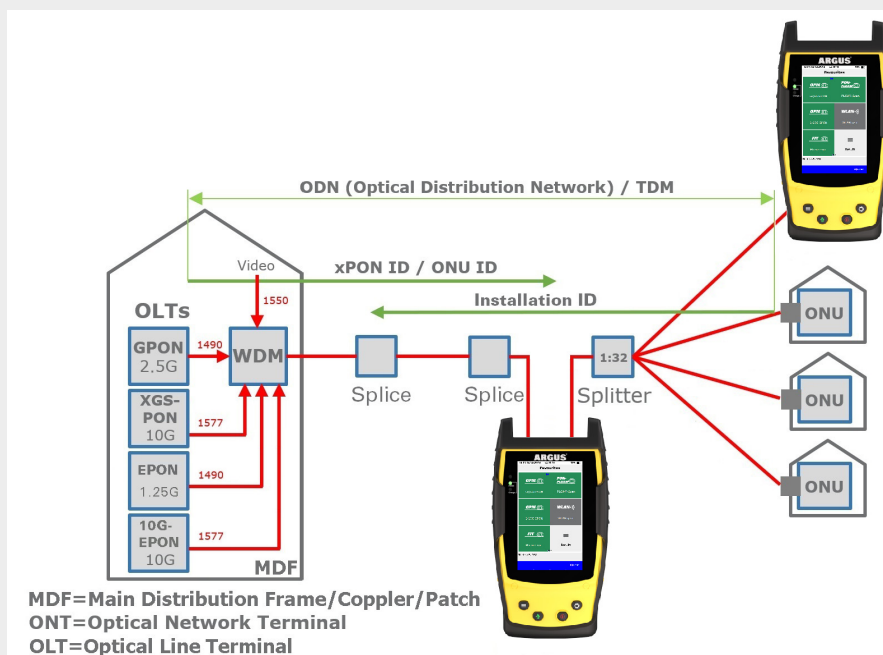 ARGUS
ODN (Optical Distribution Network) / TDM
Video
xPON ID / ONU ID
1550
Installation ID
OLTs
GPON
2.5G
1490
WDM
1:32
ONU
Splice
Splice
Splitter
XGS-
PON
10G
1577
ONU
EPON
1.25G
1490
ARGUS
ONU
10G-
EPON
10G
1577
MDF
MDF=Main Distribution Frame/Coppler/Patch
ONT=Optical Network Terminal
OLT=Optical Line Terminal